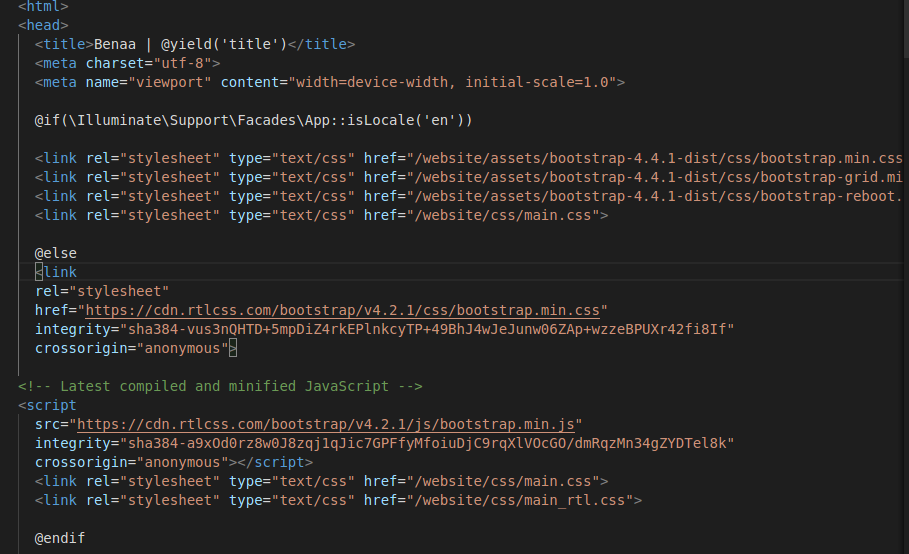 <html>
<head>
<title>Benaa | @yield('title')</title>
<meta charset="utf-8">
<meta name="viewport" content="width=device-width, initial-scale=1.0">
@if(\Illuminate\Support\Facades\App::isLocale('en'))
<link rel="stylesheet" type="text/css" href="/website/assets/bootstrap-4.4.1-dist/css/bootstrap.min.css
<link rel="stylesheet" type="text/css" href="/website/assets/bootstrap-4.4.1-dist/css/bootstrap-grid.mi
<link rel="stylesheet" type="text/css" href="/website/assets/bootstrap-4.4.1-dist/css/bootstrap-reboot.
<link rel="stylesheet" type="text/css" href="/website/css/main.css">
@else
<link
rel="stylesheet"
href="https://cdn.rtlcss.com/bootstrap/v4.2.1/css/bootstrap.min.css"
integrity="sha384-vus3nQHTD+5mpDiZ4rkEPlnkcyTP+49BhJ4wJeJunw06ZAp+wzzeBPUXr42fi8If"
crossorigin="anonymous">
<!-- Latest compiled and minified JavaScript -->
<script
src="https://cdn.rtlcss.com/bootstrap/v4.2.1/js/bootstrap.min.js"
integrity="sha384-a9xOd0rz8w0J8zqj1qJic7GPFfyMfoiuDjC9rqXlVOcGO/dmRqzMn34gZYDTel8k"
crossorigin="anonymous"></script>
<link rel="stylesheet" type="text/css" href="/website/css/main.css">
<link rel="stylesheet" type="text/css" href="/website/css/main_rtl.css">
@endif